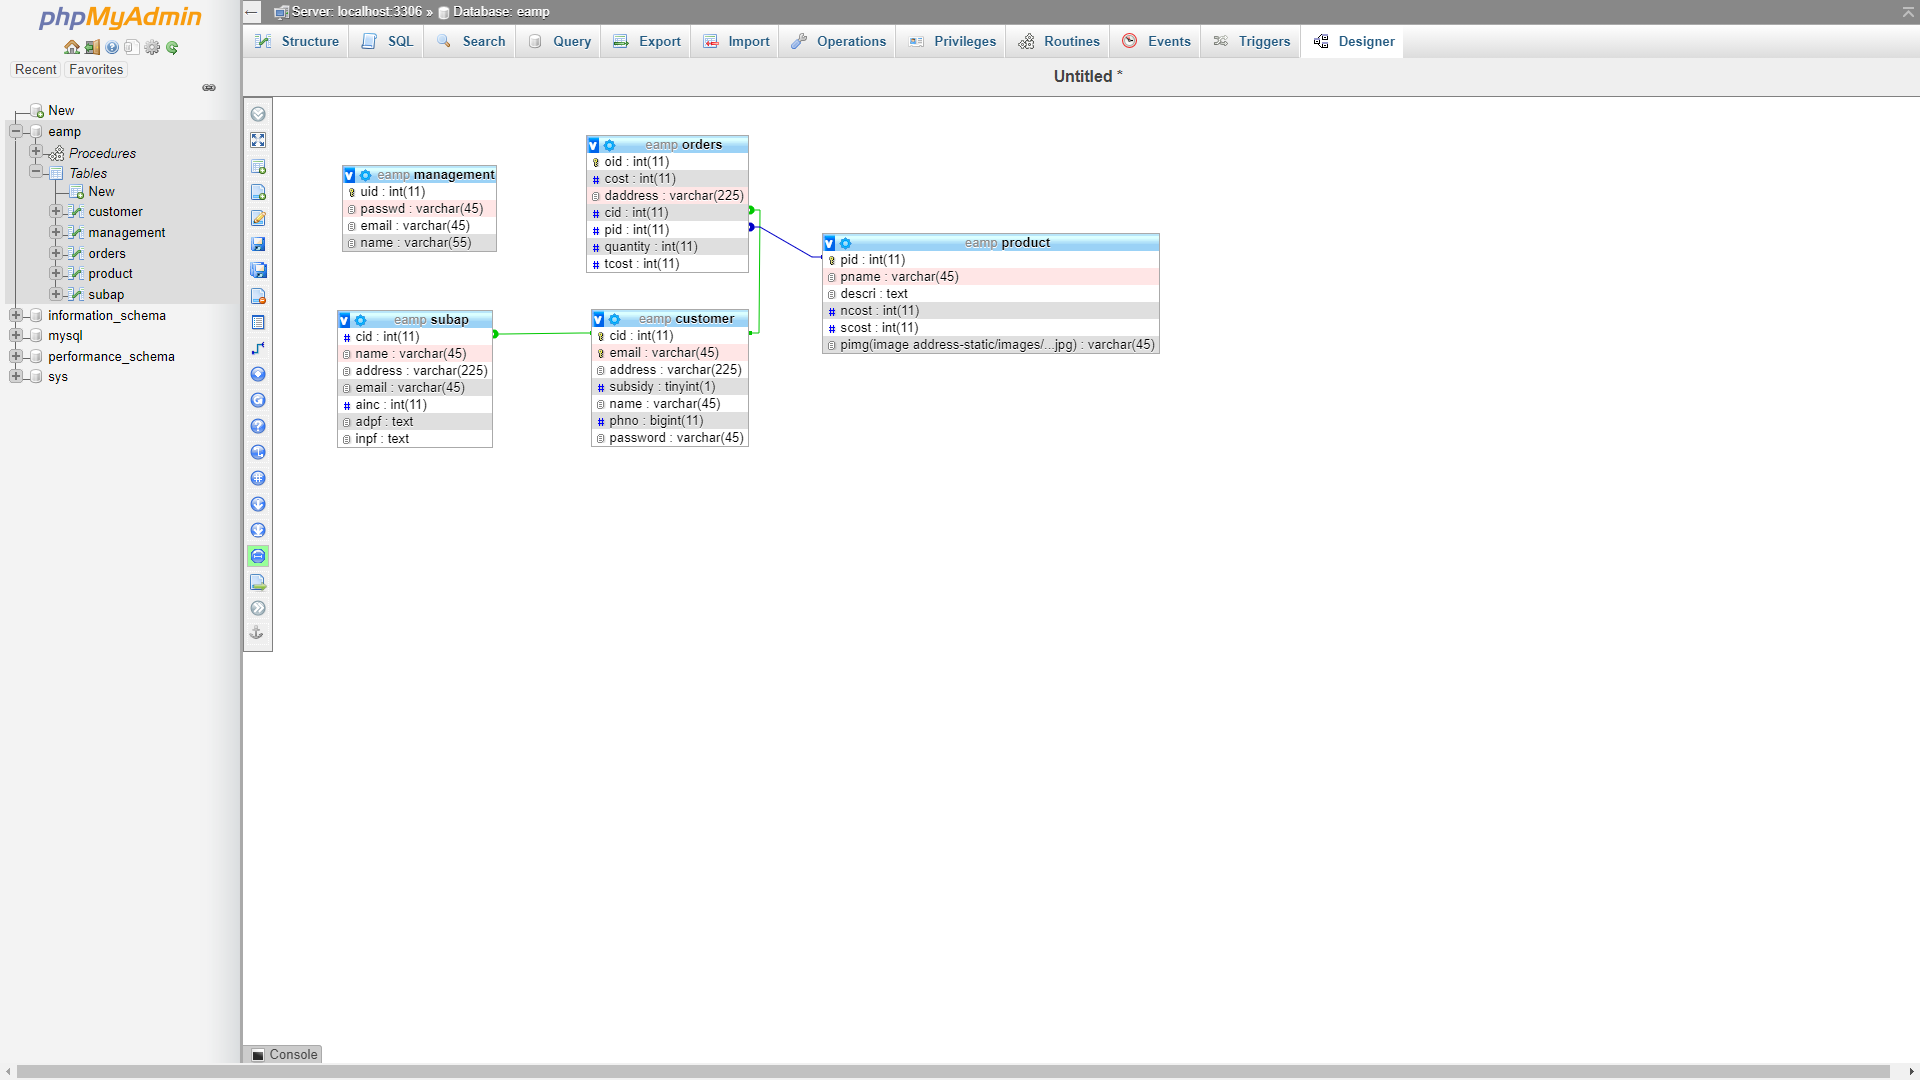 phpMyAdmin
Recent Favorites
New
eamp
Procedures
Tables
New
customer
management
orders
product
subap
information_schema
mysql
performance_schema
sys
Server: localhost:3306 » Database: eamp
Structure SQL Search Query Export Import Operations Privileges Routines Events Triggers Designer
Untitled *
eamp management
uid : int(11)
passwd : varchar(45)
email : varchar(45)
name : varchar(55)
eamp orders
oid : int(11)
cost : int(11)
daddress : varchar(225)
cid : int(11)
pid : int(11)
quantity : int(11)
tcost : int(11)
eamp product
pid : int(11)
pname : varchar(45)
descri : text
ncost : int(11)
scost : int(11)
pimg(image address-static/images/...jpg) : varchar(45)
eamp subap
cid : int(11)
name : varchar(45)
address : varchar(225)
email : varchar(45)
ainc : int(11)
adpf : text
inpf : text
eamp customer
cid : int(11)
email : varchar(45)
address : varchar(225)
subsidy : tinyint(1)
name : varchar(45)
phno : bigint(11)
password : varchar(45)
Console